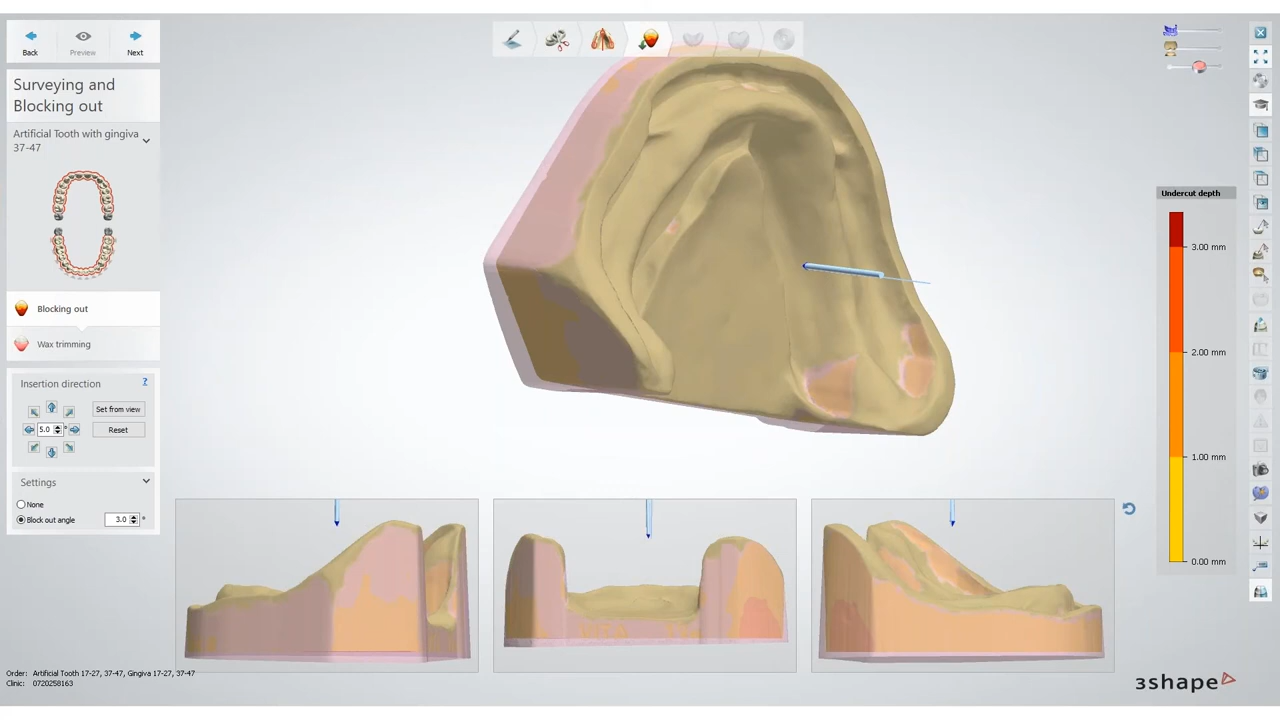 Back
Preview
Next
Surveying and
Blocking out
Artificial Tooth with gingiva
37-47
Blocking out
Wax trimming
Insertion direction
?
Set from view
5.0 °
Reset
Settings
None
Block out angle 3.0 °
Undercut depth
3.00 mm
2.00 mm
1.00 mm
0.00 mm
Order: Artificial Tooth 17-27, 37-47, Gingiva 17-27, 37-47
Clinic: 0720258163
3shape